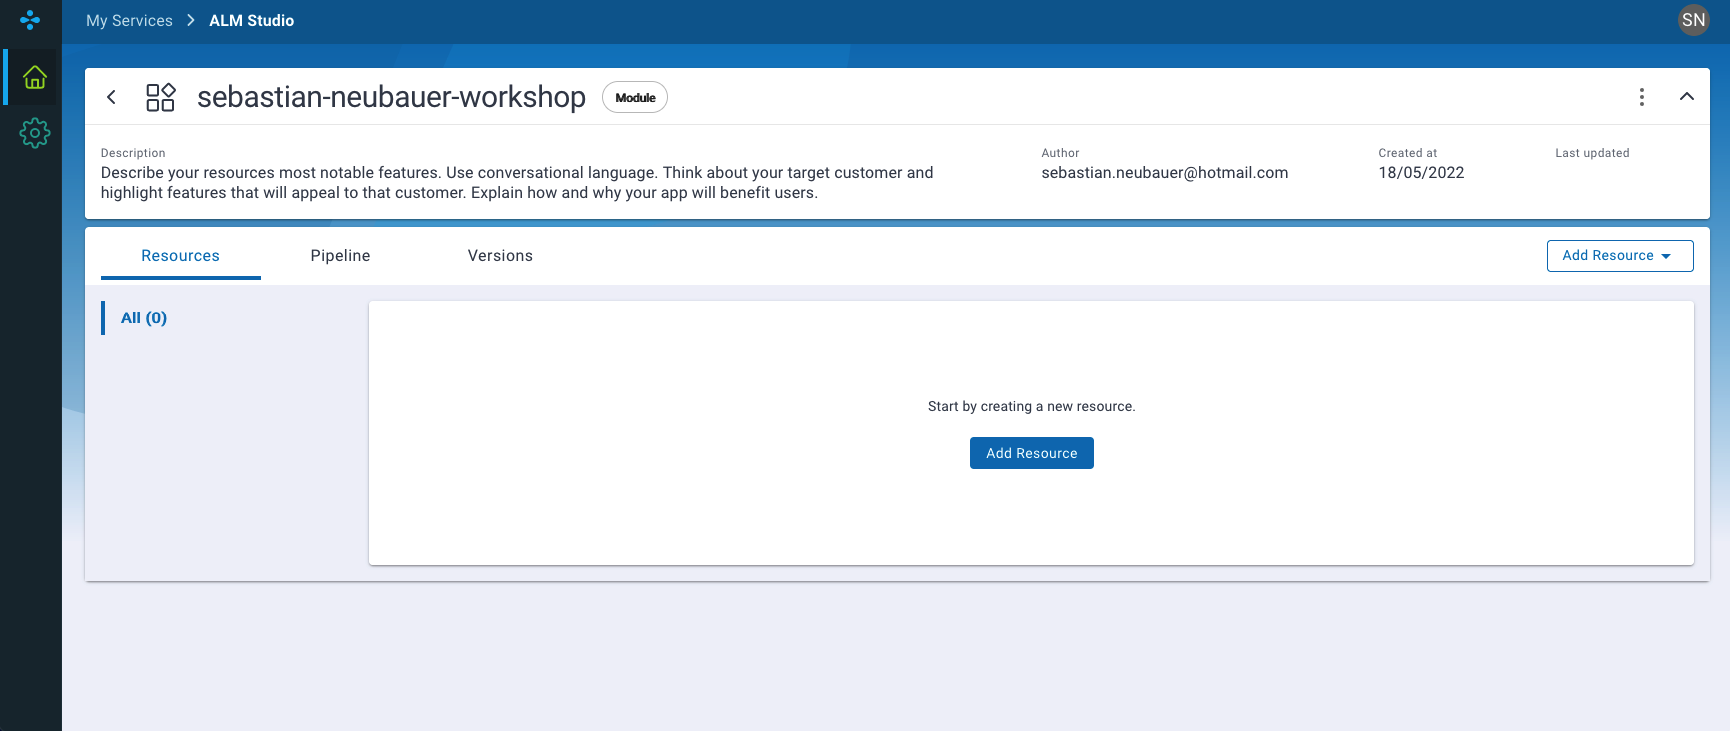 My Services > ALM Studio
SN
sebastian-neubauer-workshop
Module
Description
Describe your resources most notable features. Use conversational language. Think about your target customer and
highlight features that will appeal to that customer. Explain how and why your app will benefit users.
Author
sebastian.neubauer@hotmail.com
Created at
18/05/2022
Last updated
Resources
Pipeline
Versions
Add Resource
All (0)
Start by creating a new resource.
Add Resource